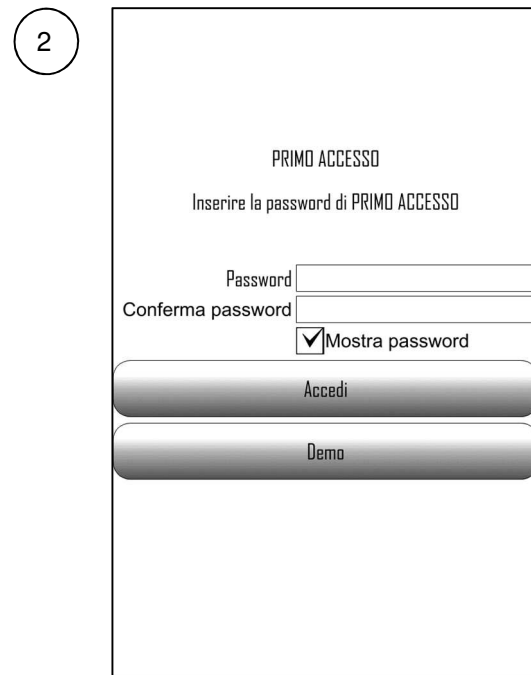 2
PRIMO ACCESSO
Inserire la password di PRIMO ACCESSO
Password
Conferma password
Mostra password
Accedi
Demo